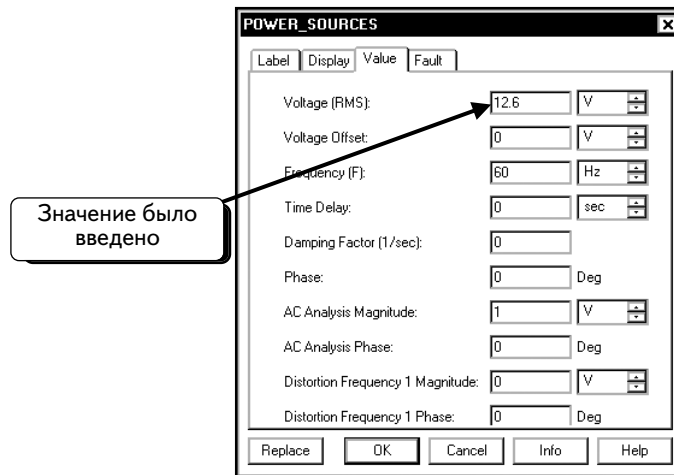 POWER_SOURCES
Label Display Value Fault
Voltage (RMS): 12.6 V
Voltage Offset: 0 V
Frequency (F): 60 Hz
Time Delay: 0 sec
Damping Factor (1/sec): 0
Phase: 0 Deg
AC Analysis Magnitude: 1 V
AC Analysis Phase: 0 Deg
Distortion Frequency 1 Magnitude: 0 V
Distortion Frequency 1 Phase: 0 Deg
Replace OK Cancel Info Help
Значение было
введено